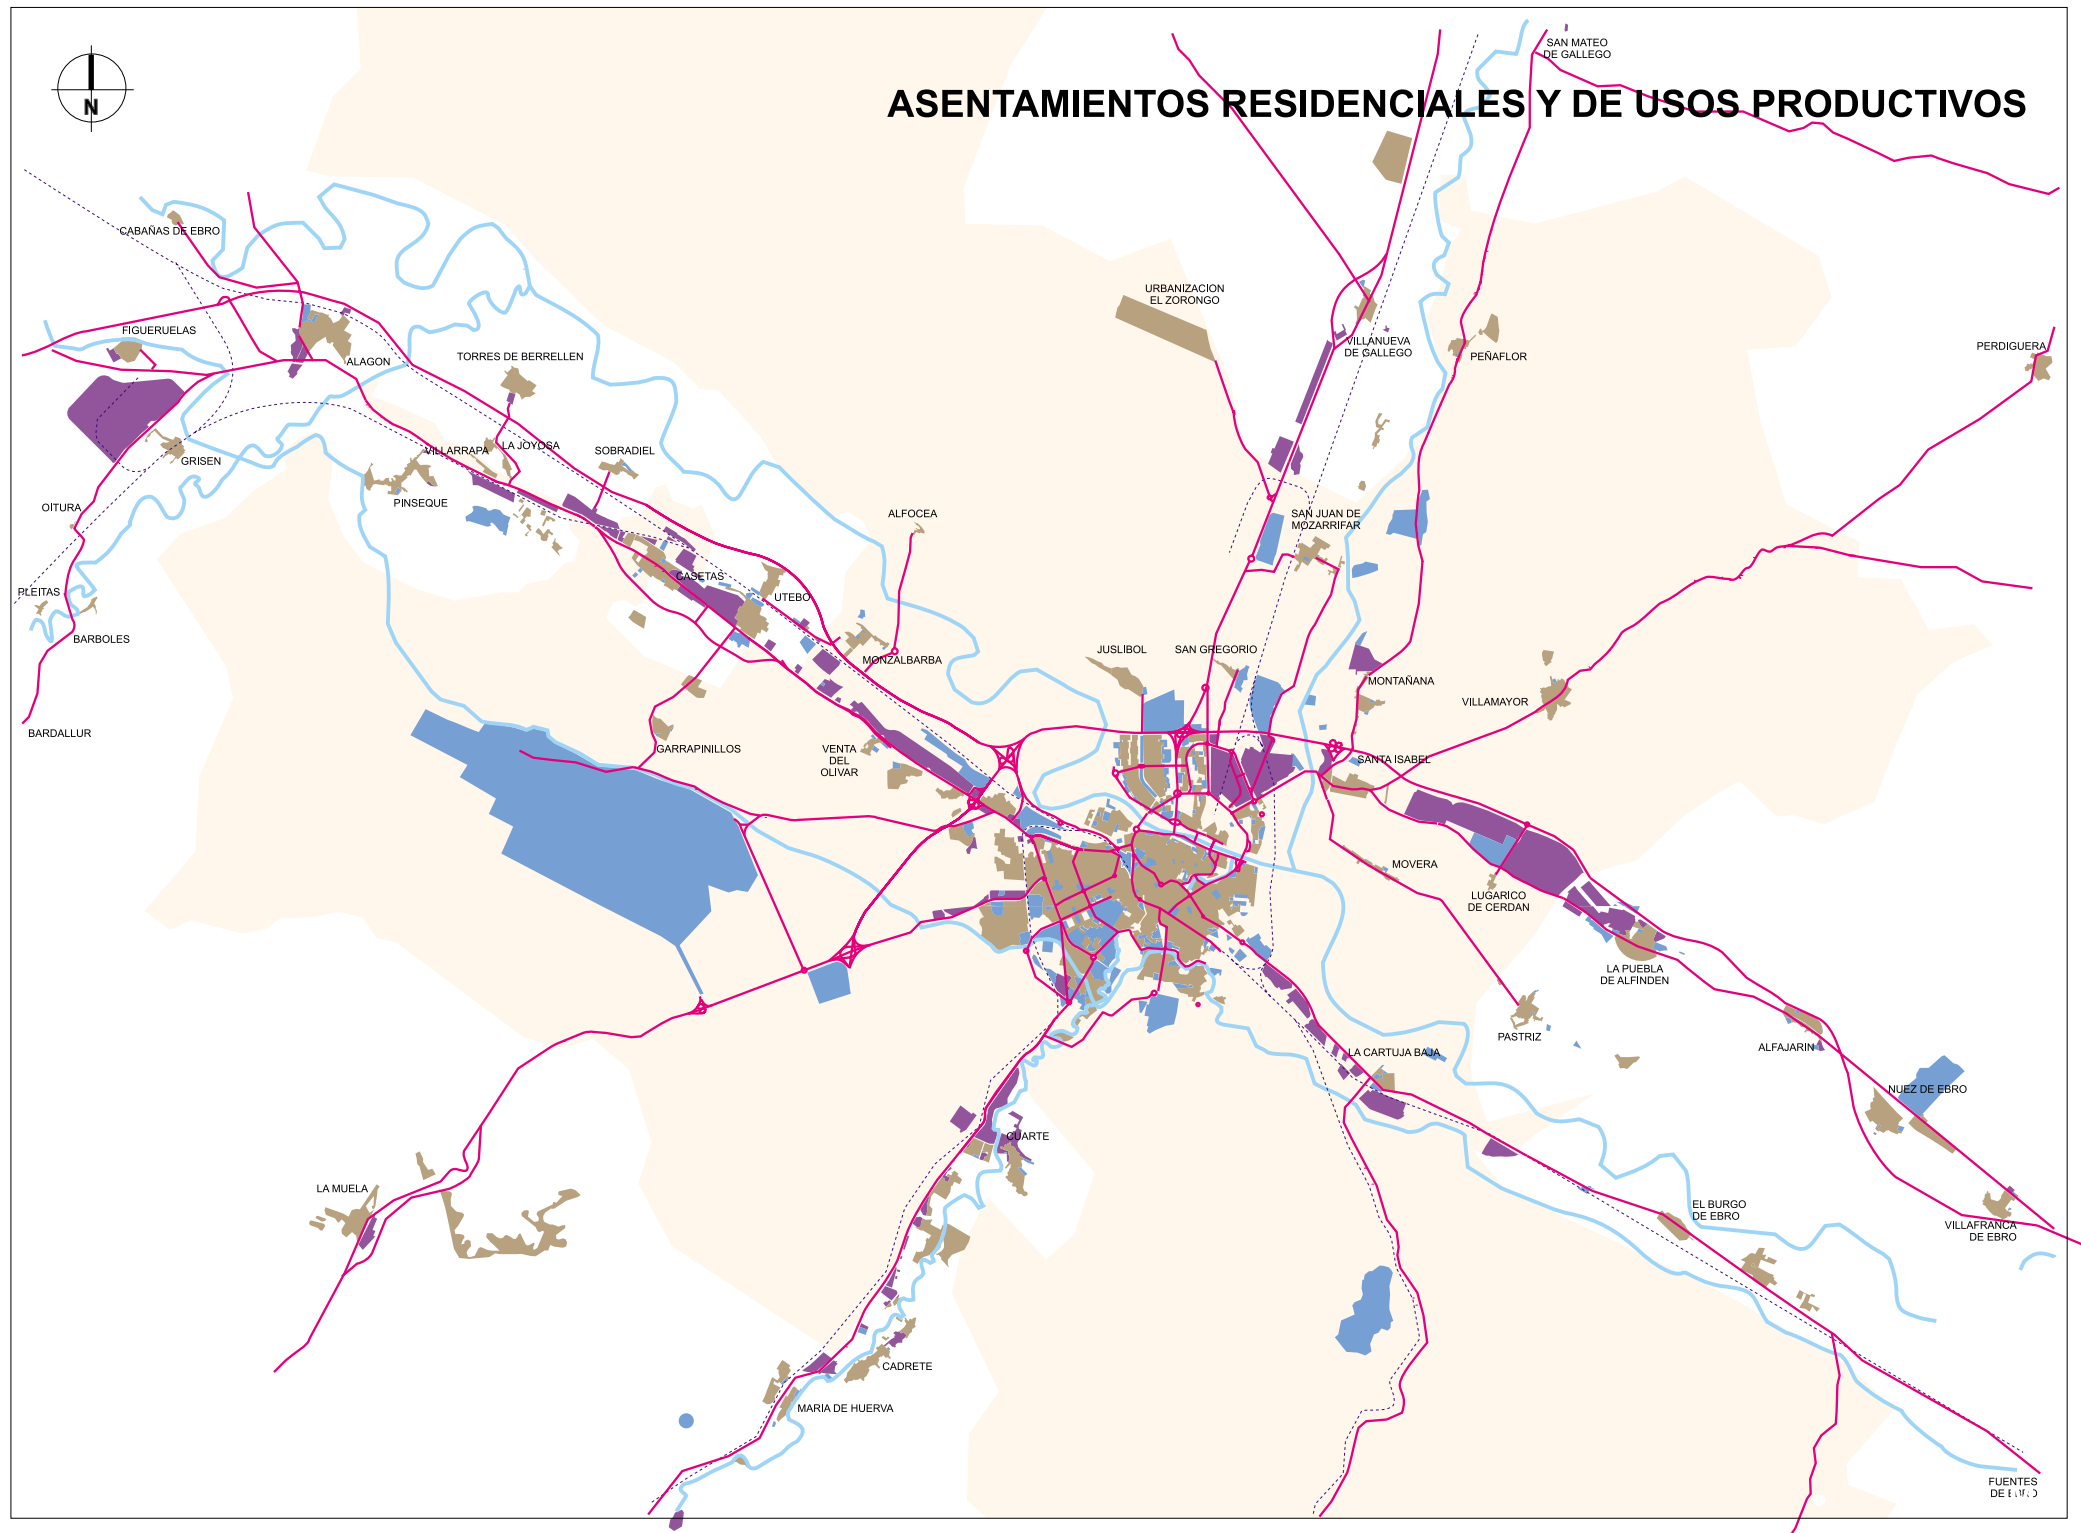 SAN MATEO
DE GALLEGO
ASENTAMIENTOS RESIDENCIALES Y DE USOS PRODUCTIVOS
N
CABAÑAS DE EBRO
URBANIZACION
EL ZORONGO
FIGUERUELAS
ALAGON
TORRES DE BERRELLEN
VILLANUEVA
DE GALLEGO
PEÑAFLOR
PERDIGUERA
GRISEN
VILLARRAPA
LA JOYOSA
SOBRADIEL
PINSEQUE
OITURA
ALFOCEA
SAN JUAN DE
MOZARRIFAR
CASETAS
UTEBO
PLEITAS
BARBOLES
MONZALBARBA
JUSLIBOL
SAN GREGORIO
MONTAÑANA
VILLAMAYOR
BARDALLUR
GARRAPINILLOS
VENTA
DEL
OLIVAR
SANTA ISABEL
MOVERA
LUGARICO
DE CERDAN
LA PUEBLA
DE ALFINDEN
PASTRIZ
ALFAJARIN
LA CARTUJA BAJA
NUEZ DE EBRO
CUARTE
LA MUELA
EL BURGO
DE EBRO
VILLAFRANCA
DE EBRO
CADRETE
MARIA DE HUERVA
FUENTES
DE EBRO